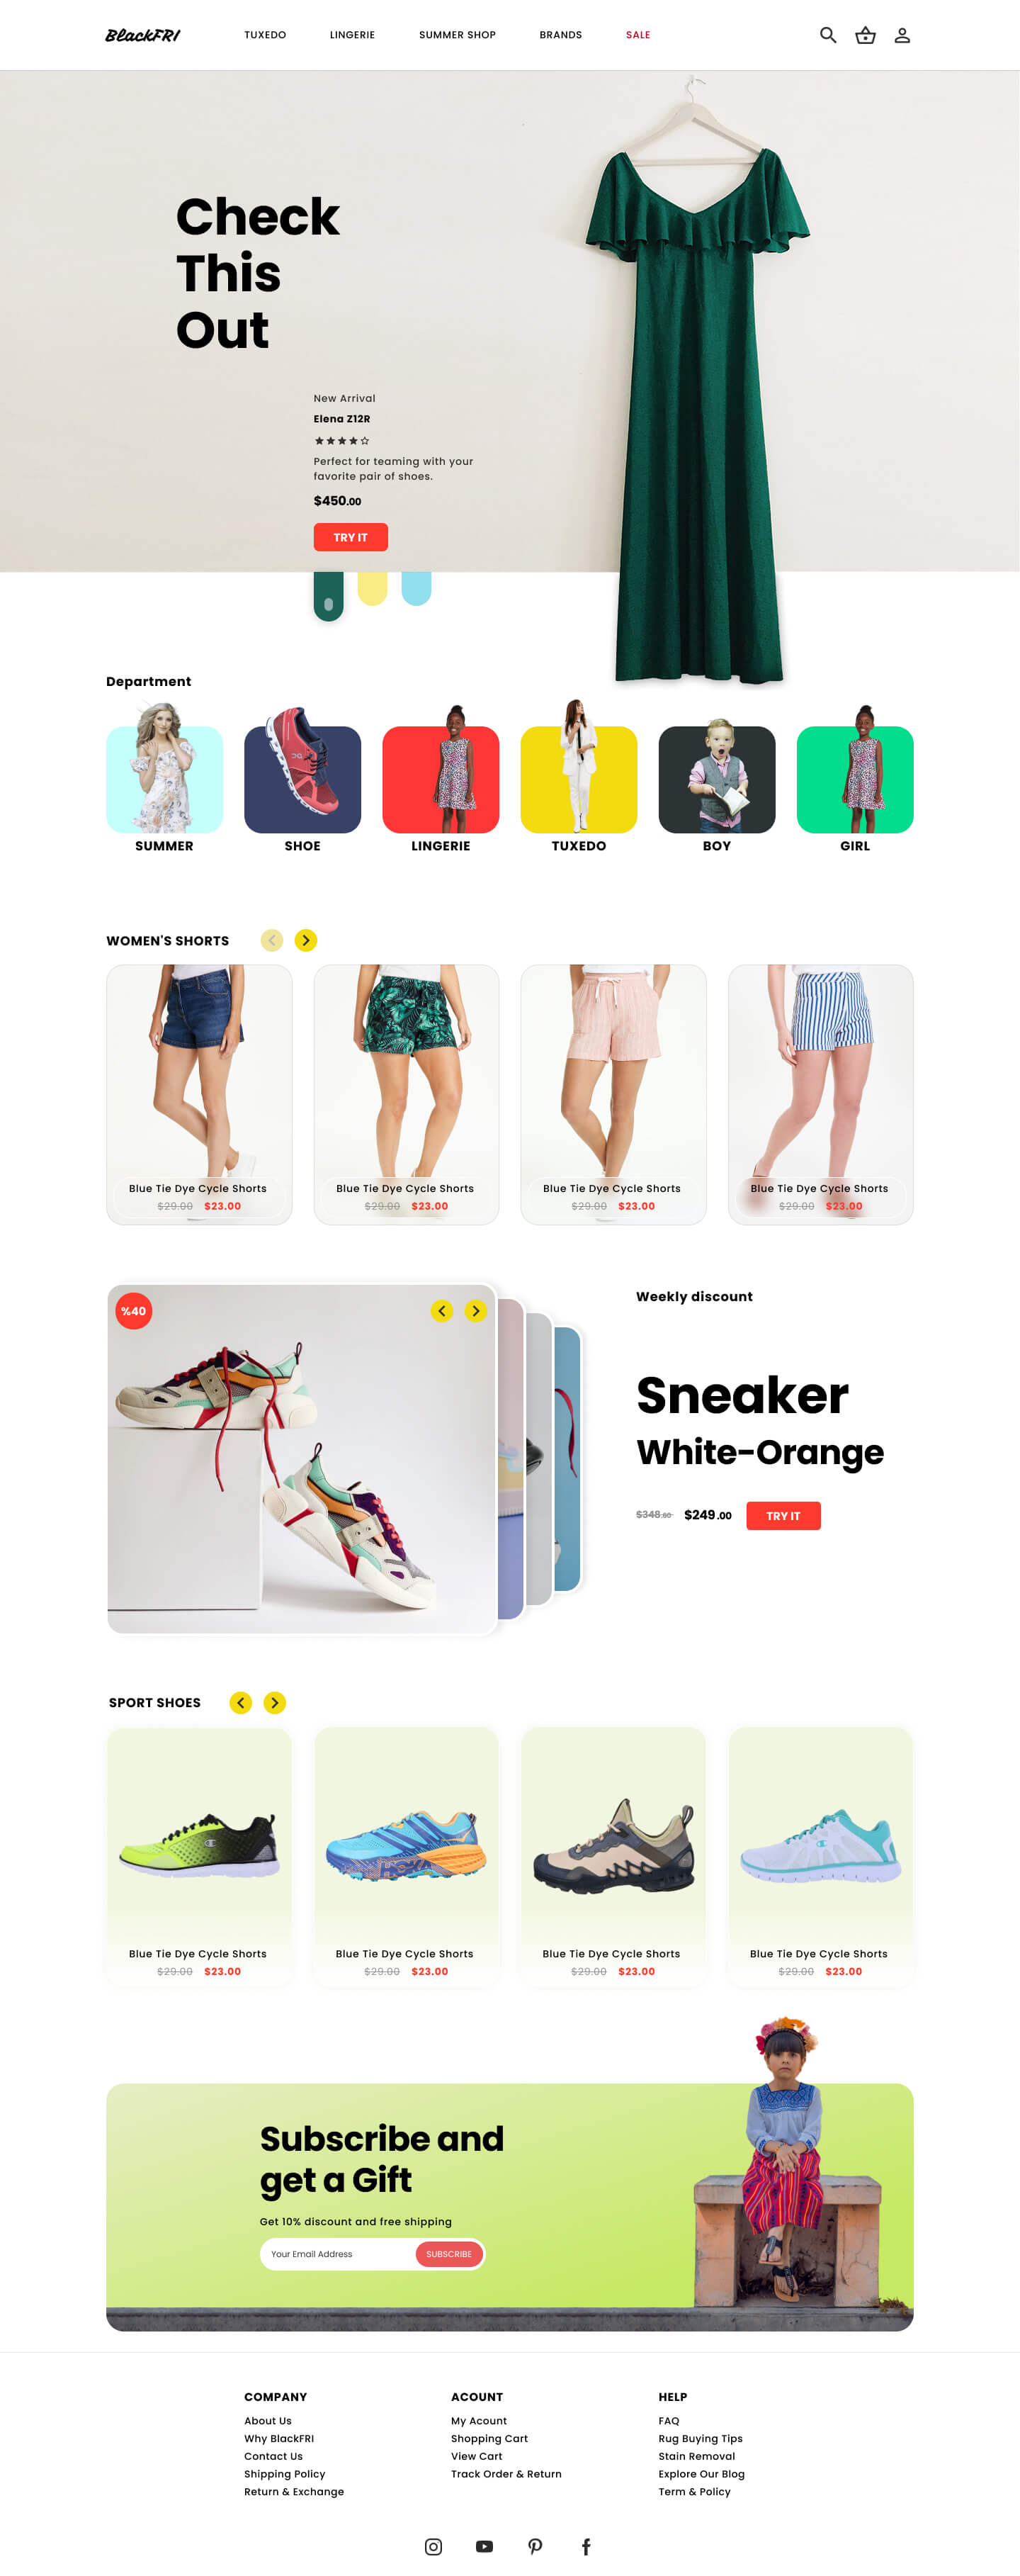 BlackFRI
TUXEDO
LINGERIE
SUMMER SHOP
BRANDS
SALE
Check
This
Out
New Arrival
Elena Z12R
Perfect for teaming with your
favorite pair of shoes.
$450.00
TRY IT
Department
SUMMER
SHOE
LINGERIE
TUXEDO
BOY
GIRL
WOMEN'S SHORTS
Blue Tie Dye Cycle Shorts
$29.00 $23.00
Blue Tie Dye Cycle Shorts
$29.00 $23.00
Blue Tie Dye Cycle Shorts
$29.00 $23.00
Blue Tie Dye Cycle Shorts
$29.00 $23.00
%40
Weekly discount
Sneaker
White-Orange
$348.60 $249.00 TRY IT
SPORT SHOES
Blue Tie Dye Cycle Shorts
$29.00 $23.00
Blue Tie Dye Cycle Shorts
$29.00 $23.00
Blue Tie Dye Cycle Shorts
$29.00 $23.00
Blue Tie Dye Cycle Shorts
$29.00 $23.00
Subscribe and
get a Gift
Get 10% discount and free shipping
Your Email Address
SUBSCRIBE
COMPANY
About Us
Why BlackFRI
Contact Us
Shipping Policy
Return & Exchange
ACOUNT
My Acount
Shopping Cart
View Cart
Track Order & Return
HELP
FAQ
Rug Buying Tips
Stain Removal
Explore Our Blog
Term & Policy